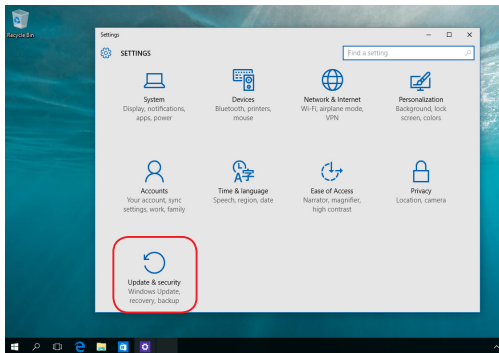 Recycle Bin
Settings
SETTINGS
Find a setting
System
Display, notifications,
apps, power
Devices
Bluetooth, printers,
mouse
Network & Internet
Wi-Fi, airplane mode,
VPN
Personalization
Background, lock
screen, colors
Accounts
Your account, sync
settings, work, family
Time & language
Speech, region, date
Ease of Access
Narrator, magnifier,
high contrast
Privacy
Location, camera
Update & security
Windows Update,
recovery, backup